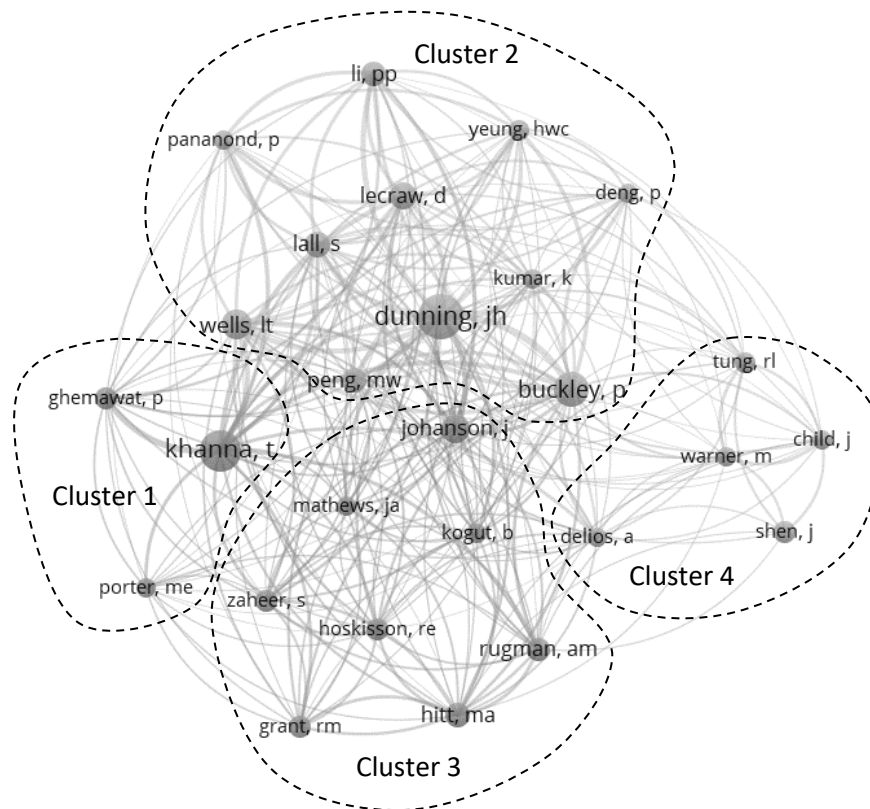 Cluster 2
li, pp
yeung, hwc
pananond, p
deng, p
lecraw, d
lall, s
kumar, k
dunning, jh
wells, lt
tung, rl
peng, mw
buckley, p
ghemawat, p
johanson, j
child, j
khanna, t
warner, m
Cluster 1
mathews, ja
kogut, b
delios, a
shen, j
Cluster 4
porter, me
zaheer, s
hoskisson, re
rugman, am
hitt, ma
grant, rm
Cluster 3